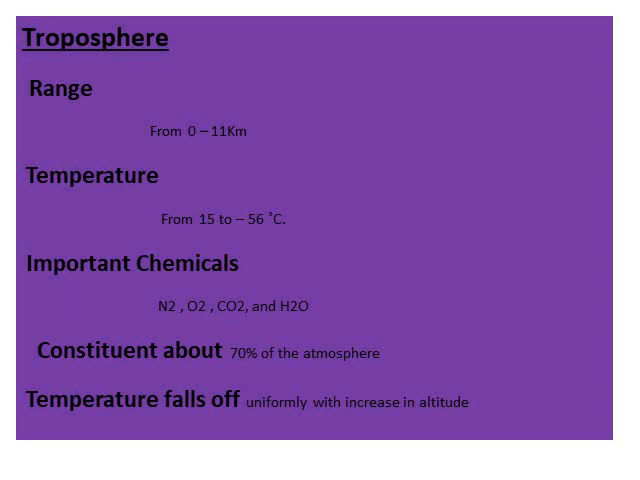 Troposphere
Range
From 0 – 11Km
Temperature
From 15 to – 56 ˚C.
Important Chemicals
N2 , O2 , CO2, and H2O
Constituent about 70% of the atmosphere
Temperature falls off uniformly with increase in altitude